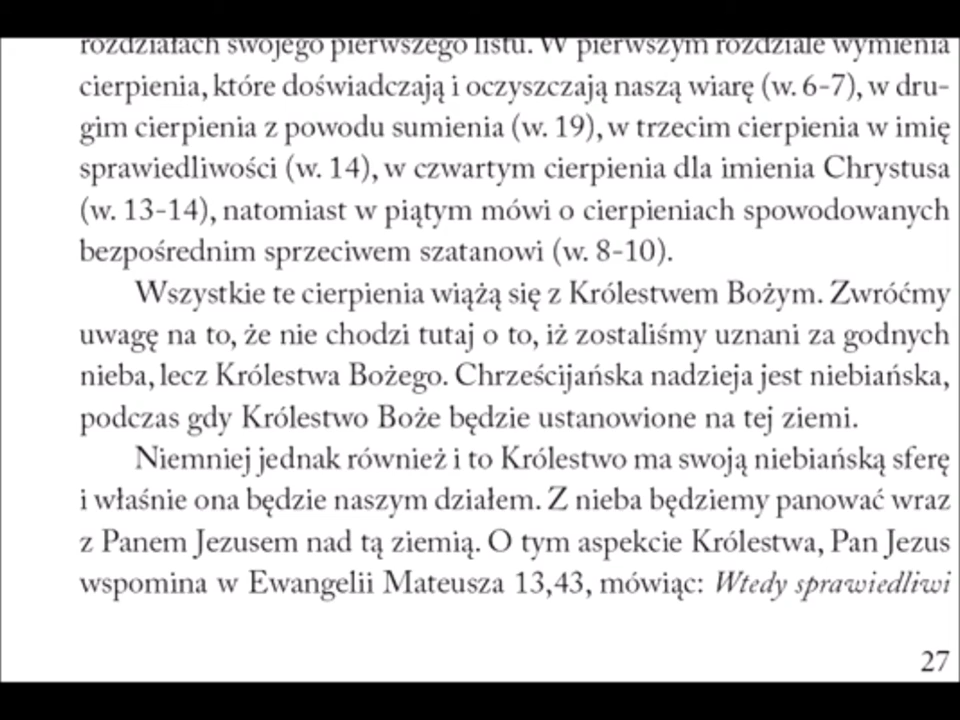 rozdziałach swojego pierwszego listu. W pierwszym rozdziale wymienia
cierpienia, które doświadczają i oczyszczają naszą wiarę (w. 6-7), w dru-
gim cierpienia z powodu sumienia (w. 19), w trzecim cierpienia w imię
sprawiedliwości (w. 14), w czwartym cierpienia dla imienia Chrystusa
(w. 13-14), natomiast w piątym mówi o cierpieniach spowodowanych
bezpośrednim sprzeciwem szatanowi (w. 8-10).
Wszystkie te cierpienia wiążą się z Królestwem Bożym. Zwróćmy
uwagę na to, że nie chodzi tutaj o to, iż zostaliśmy uznani za godnych
nieba, lecz Królestwa Bożego. Chrześcijańska nadzieja jest niebiańska,
podczas gdy Królestwo Boże będzie ustanowione na tej ziemi.
Niemniej jednak również i to Królestwo ma swoją niebiańską sferę
i właśnie ona będzie naszym działem. Z nieba będziemy panować wraz
z Panem Jezusem nad tą ziemią. O tym aspekcie Królestwa, Pan Jezus
wspomina w Ewangelii Mateusza 13,43, mówiąc: Wtedy sprawiedliwi
27